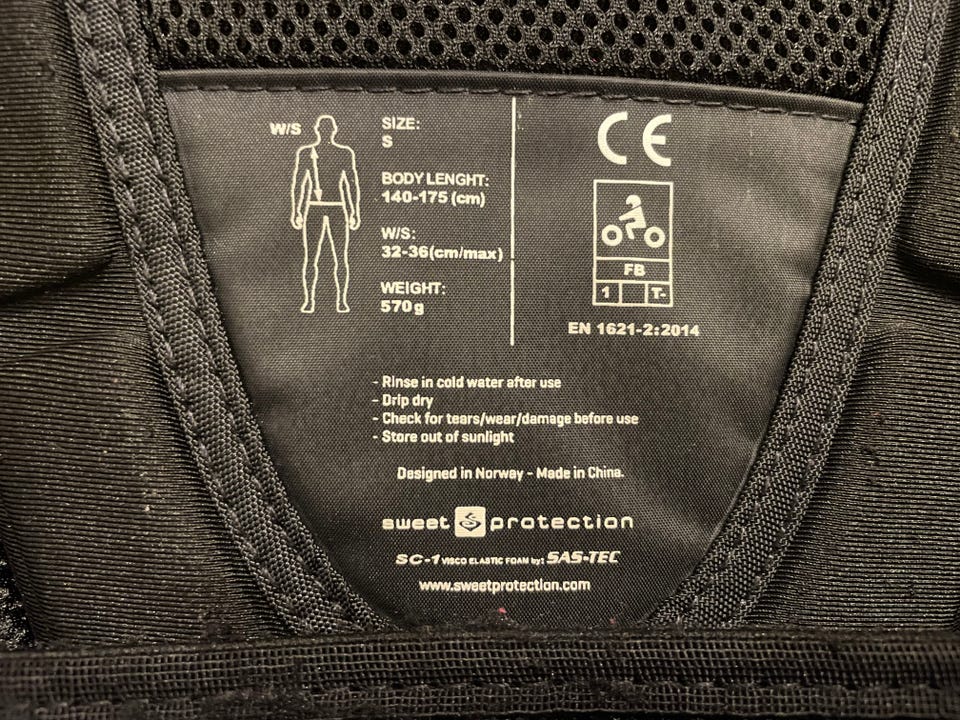 W/S
SIZE:
S
BODY LENGHT:
140-175 (cm)
W/S:
32-36(cm/max)
WEIGHT:
570g
CE
FB
1 T-
EN 1621-2:2014
- Rinse in cold water after use
- Drip dry
- Check for tears/wear/damage before use
- Store out of sunlight
Designed in Norway - Made in China.
sweet protection
SC-1 VISCO ELASTIC FOAM by: SAS-TEC
www.sweetprotection.com